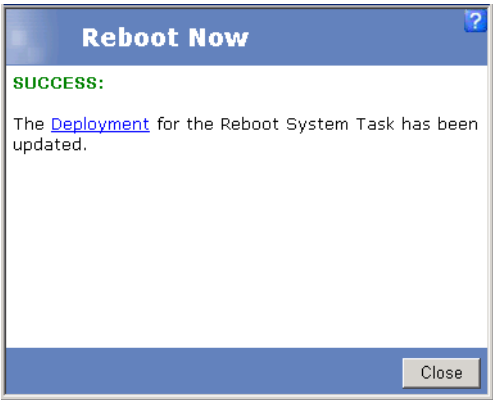 Reboot Now
?
SUCCESS:
The Deployment for the Reboot System Task has been
updated.
Close